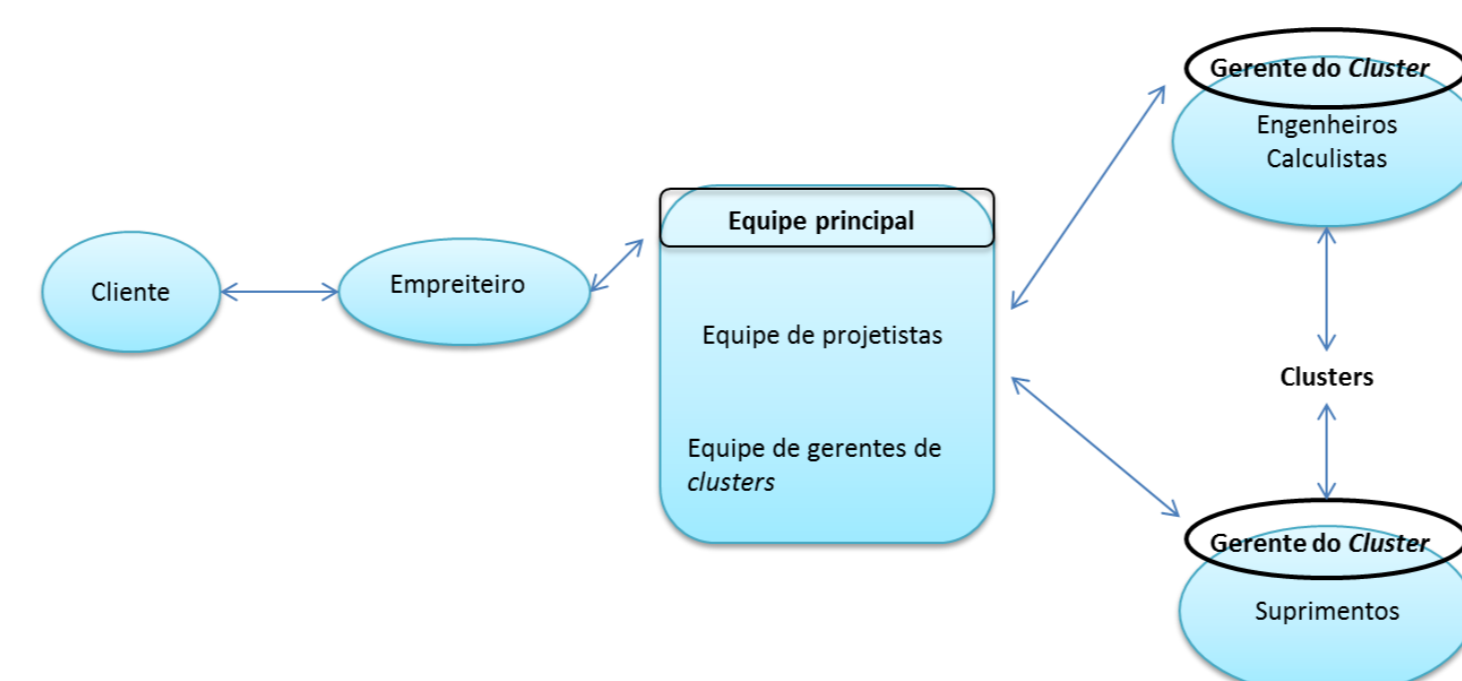 Cliente
Empreiteiro
Equipe principal
Equipe de projetistas
Equipe de gerentes de
clusters
Gerente do Cluster
Engenheiros
Calculistas
Clusters
Gerente do Cluster
Suprimentos